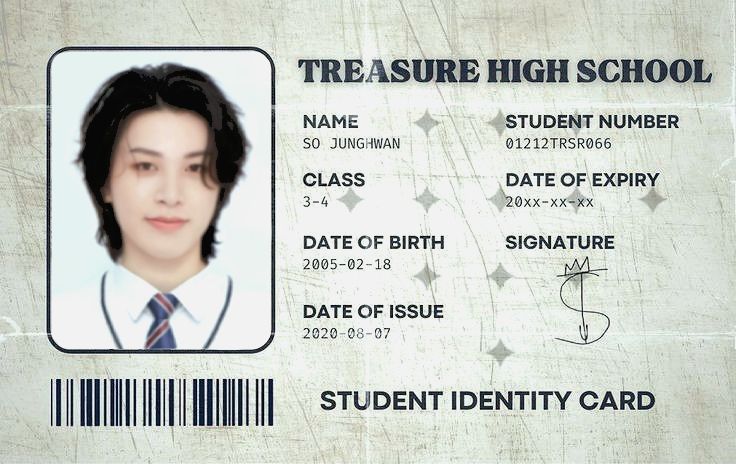 TREASURE HIGH SCHOOL
NAME
SO JUNGHWAN
STUDENT NUMBER
01212TRSR066
CLASS
3-4
DATE OF EXPIRY
20xx-xx-xx
DATE OF BIRTH
2005-02-18
SIGNATURE
DATE OF ISSUE
2020-08-07
STUDENT IDENTITY CARD